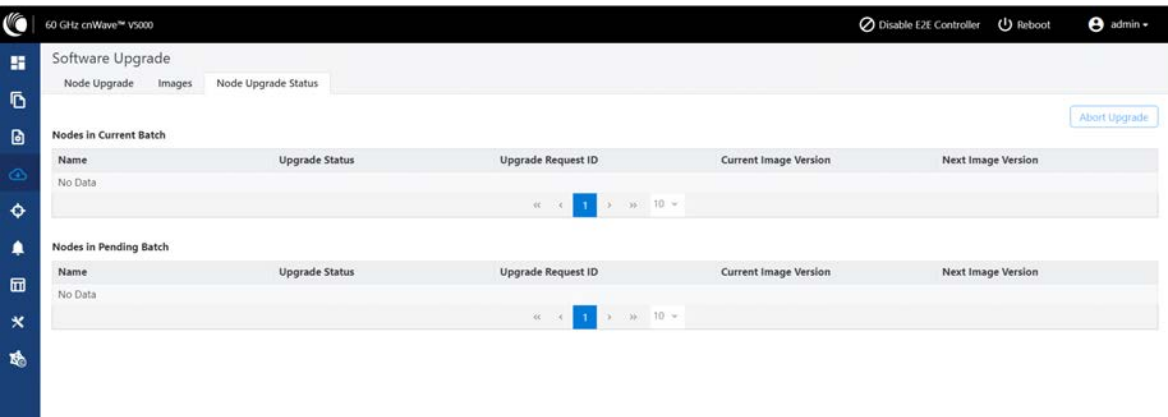 60 GHz cnWave™ V5000 Disable E2E Controller Reboot admin
Software Upgrade
Node Upgrade Images Node Upgrade Status
Abort Upgrade
Nodes in Current Batch
Name Upgrade Status Upgrade Request ID Current Image Version Next Image Version
No Data
« ‹ 1 › » 10
Nodes in Pending Batch
Name Upgrade Status Upgrade Request ID Current Image Version Next Image Version
No Data
« ‹ 1 › » 10